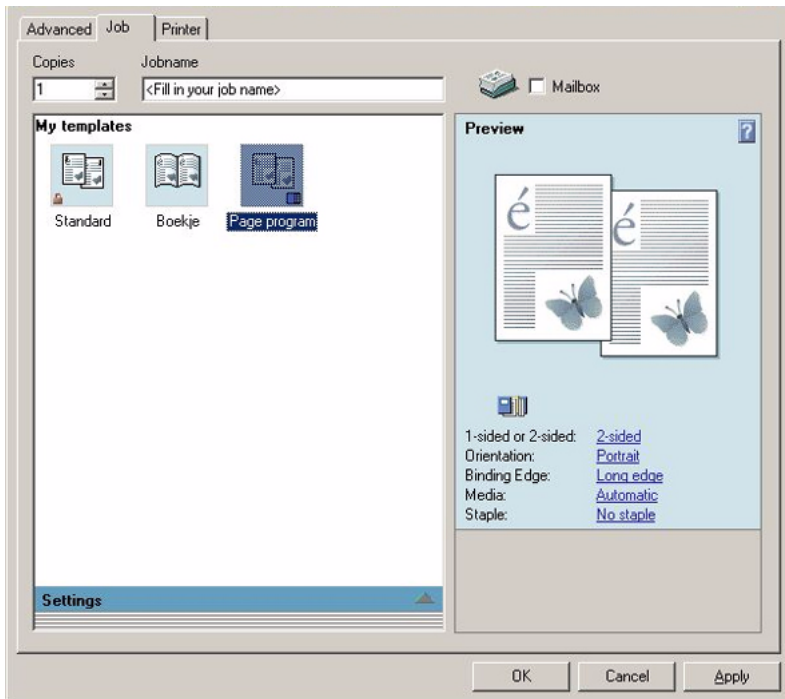 Advanced Job Printer
Copies Jobname
1 <Fill in your job name>
Mailbox
My templates
Standard Boekje Page program
Settings
Preview ?
é é
1-sided or 2-sided: 2-sided
Orientation: Portrait
Binding Edge: Long edge
Media: Automatic
Staple: No staple
OK Cancel Apply